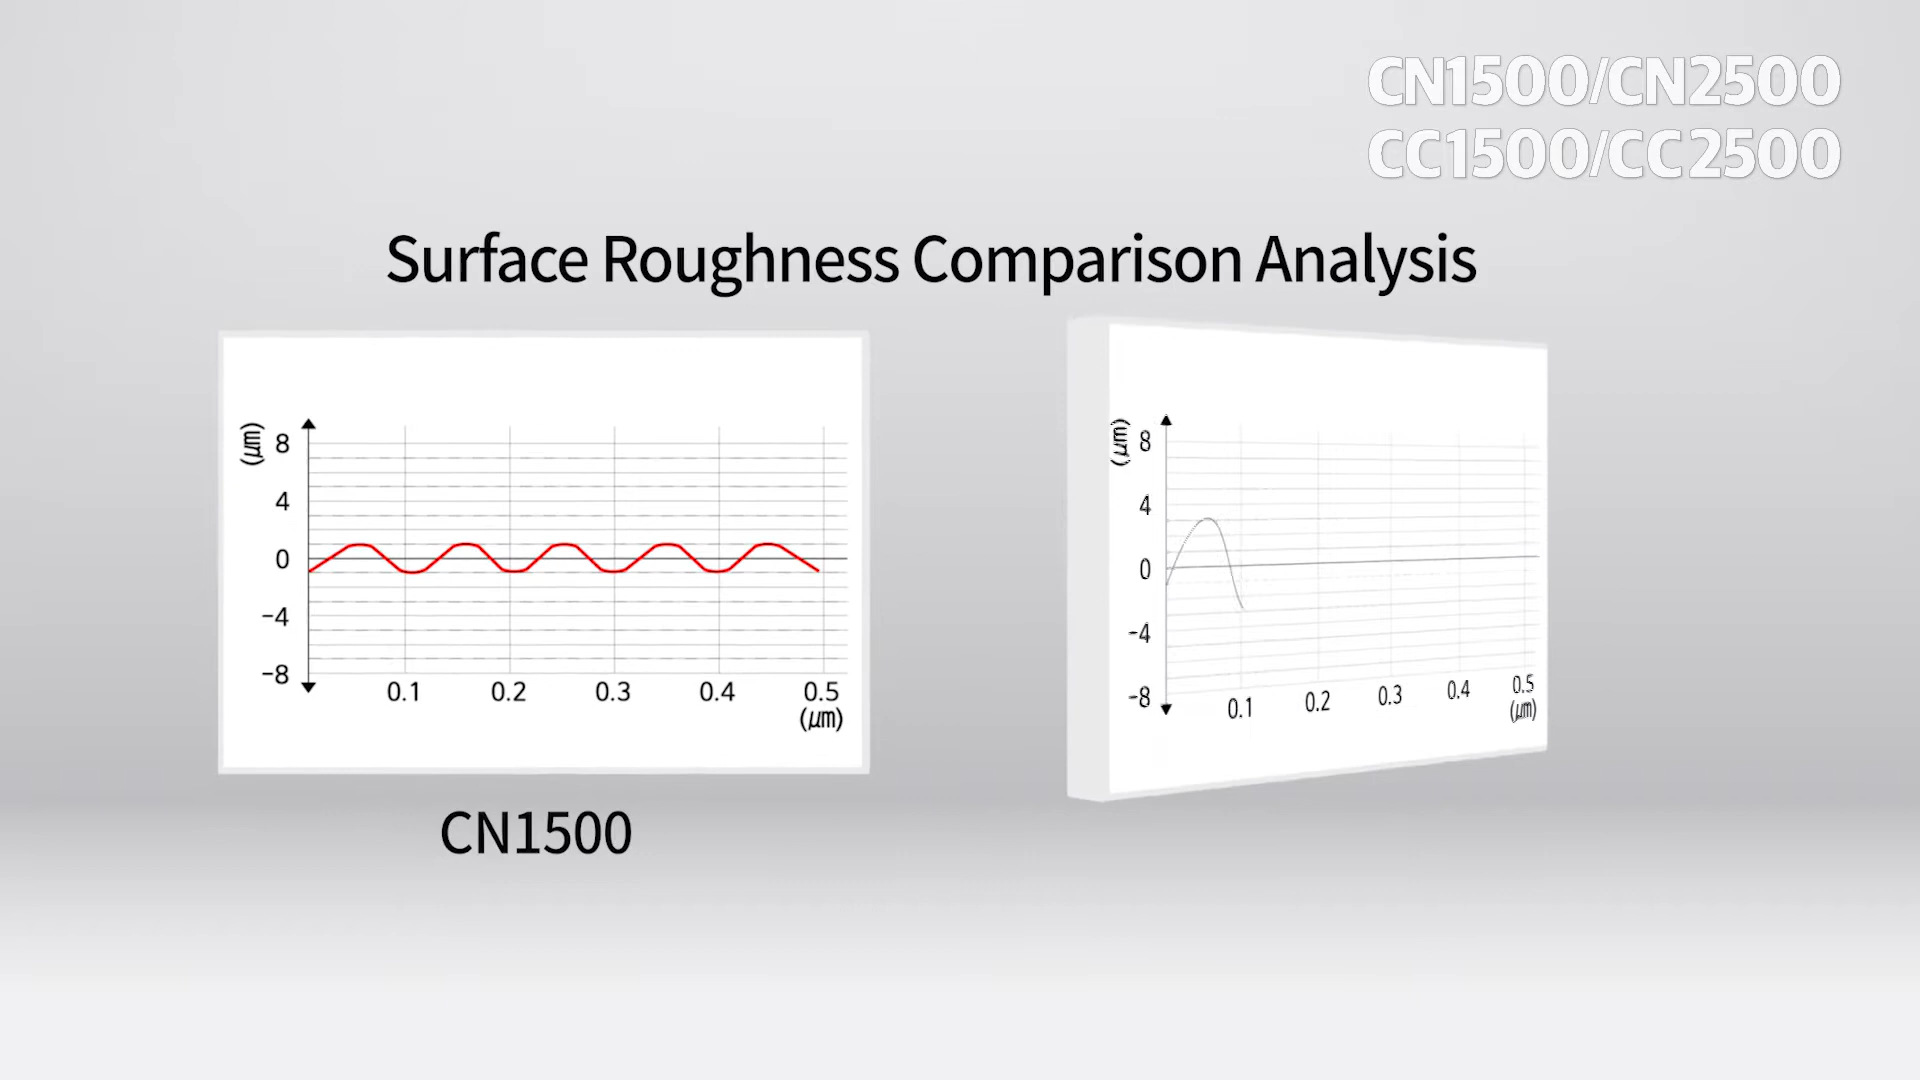 CN1500/CN2500
CC1500/CC2500
Surface Roughness Comparison Analysis
(μm)
8
4
0
-4
-8
0.1 0.2 0.3 0.4 0.5
(μm)
CN1500
(μm)
8
4
0
-4
-8
0.1 0.2 0.3 0.4 0.5
(μm)